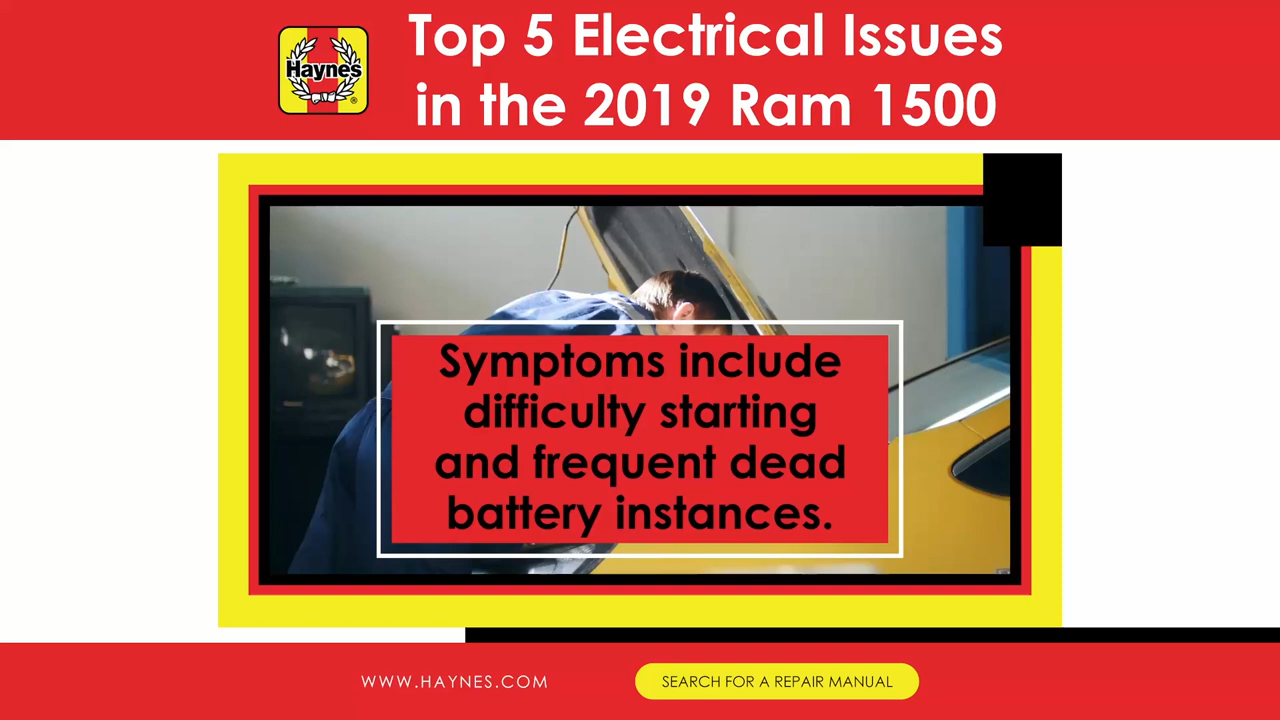 Haynes
®
Top 5 Electrical Issues
in the 2019 Ram 1500
Symptoms include
difficulty starting
and frequent dead
battery instances.
WWW.HAYNES.COM
SEARCH FOR A REPAIR MANUAL